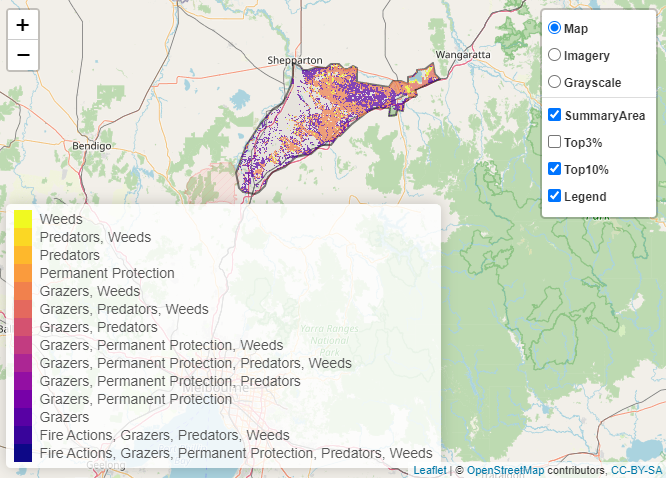 +
−
Map
Imagery
Grayscale
SummaryArea
Top3%
Top10%
Legend
Shepparton
Wangaratta
Bendigo
Park
Weeds
Predators, Weeds
Predators
Permanent Protection
Grazers, Weeds
Grazers, Predators, Weeds
Grazers, Predators
Grazers, Permanent Protection, Weeds
Grazers, Permanent Protection, Predators, Weeds
Grazers, Permanent Protection, Predators
Grazers, Permanent Protection
Grazers
Fire Actions, Grazers, Predators, Weeds
Fire Actions, Grazers, Permanent Protection, Predators, Weeds
Yarra Ranges
National
Park
Melbourne
Geelong
Leaflet | © OpenStreetMap contributors, CC-BY-SA